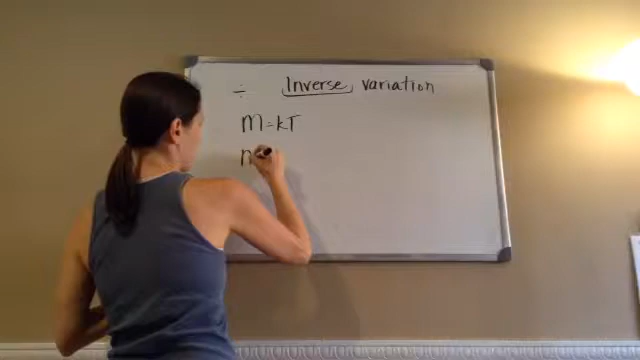 ÷ Inverse variation
m = kT